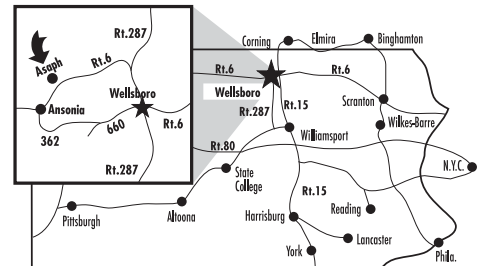 Rt.287
Asaph
Rt.6
Ansonia
Wellsboro
660
Rt.6
362
Rt.287
Corning
Elmira
Binghamton
Rt.6
Rt.6
Wellsboro
Rt.15
Rt.287
Scranton
Wilkes-Barre
Williamsport
Rt.80
State
College
N.Y.C.
Rt.15
Pittsburgh
Altoona
Harrisburg
Reading
Lancaster
York
Phila.